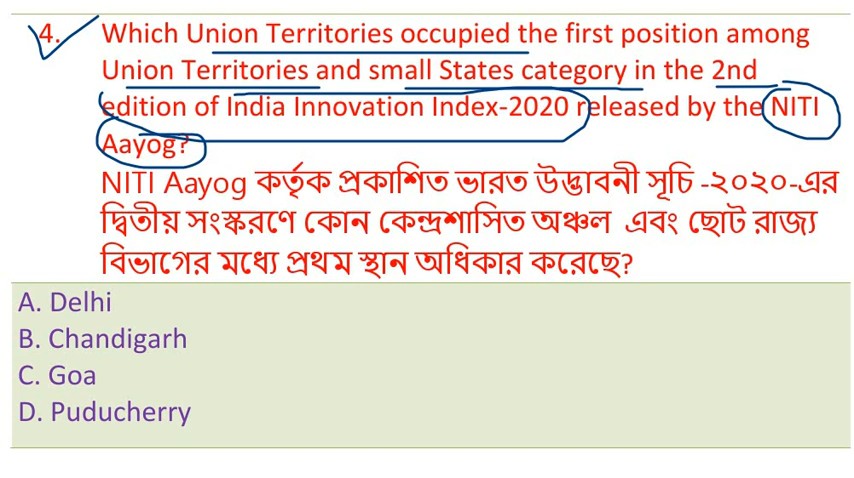 4. Which Union Territories occupied the first position among
Union Territories and small States category in the 2nd
edition of India Innovation Index-2020 released by the NITI
Aayog?
NITI Aayog কর্তৃক প্রকাশিত ভারত উদ্ভাবনী সূচি -২০২০-এর
দ্বিতীয় সংস্করণে কোন কেন্দ্রশাসিত অঞ্চল এবং ছোট রাজ্য
বিভাগের মধ্যে প্রথম স্থান অধিকার করেছে?
A. Delhi
B. Chandigarh
C. Goa
D. Puducherry